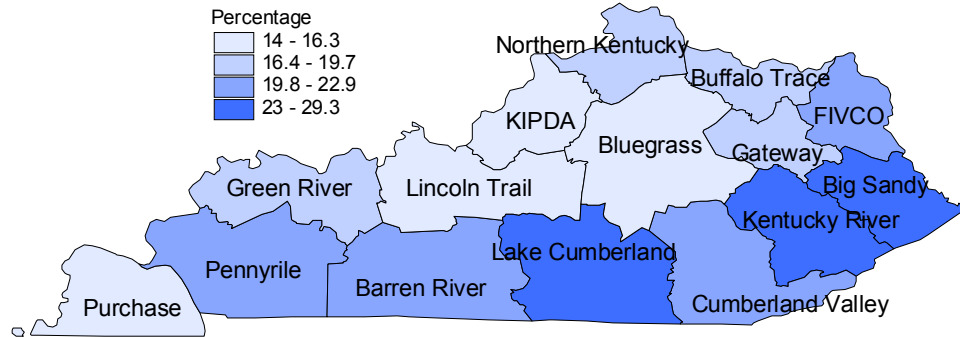 Percentage
14 - 16.3
16.4 - 19.7
19.8 - 22.9
23 - 29.3
Northern Kentucky
Buffalo Trace
FIVCO
KIPDA
Bluegrass
Gateway
Green River
Lincoln Trail
Big Sandy
Kentucky River
Lake Cumberland
Pennyrile
Barren River
Purchase
Cumberland Valley